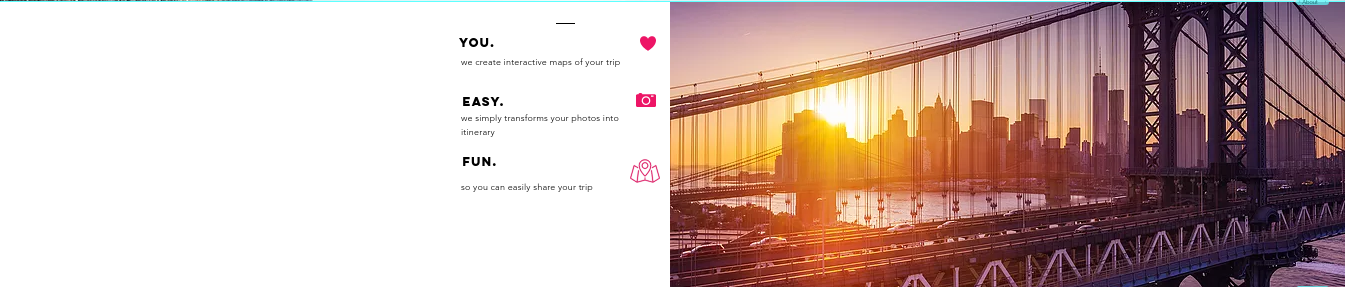 About
YOU.
we create interactive maps of your trip
EASY.
we simply transforms your photos into
itinerary
FUN.
so you can easily share your trip